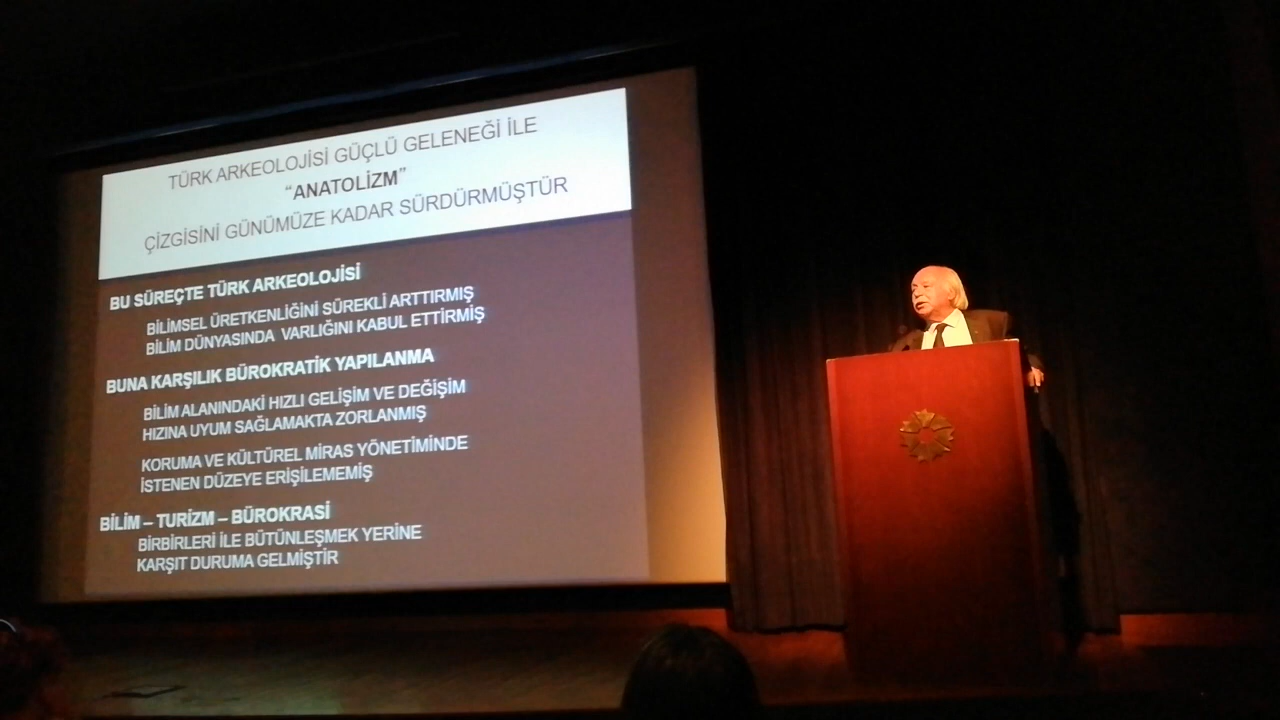 TÜRK ARKEOLOJİSİ GÜÇLÜ GELENEĞİ İLE
“ANATOLİZM”
ÇİZGİSİNİ GÜNÜMÜZE KADAR SÜRDÜRMÜŞTÜR
BU SÜREÇTE TÜRK ARKEOLOJİSİ
BİLİMSEL ÜRETKENLİĞİNİ SÜREKLİ ARTTIRMIŞ
BİLİM DÜNYASINDA VARLIĞINI KABUL ETTİRMİŞ
BUNA KARŞILIK BÜROKRATİK YAPILANMA
BİLİM ALANINDAKİ HIZLI GELİŞİM VE DEĞİŞİM
HIZINA UYUM SAĞLAMAKTA ZORLANMIŞ
KORUMA VE KÜLTÜREL MİRAS YÖNETİMİNDE
İSTENEN DÜZEYE ERİŞİLEMEMİŞ
BİLİM – TURİZM – BÜROKRASİ
BİRBİRLERİ İLE BÜTÜNLEŞMEK YERİNE
KARŞIT DURUMA GELMİŞTİR